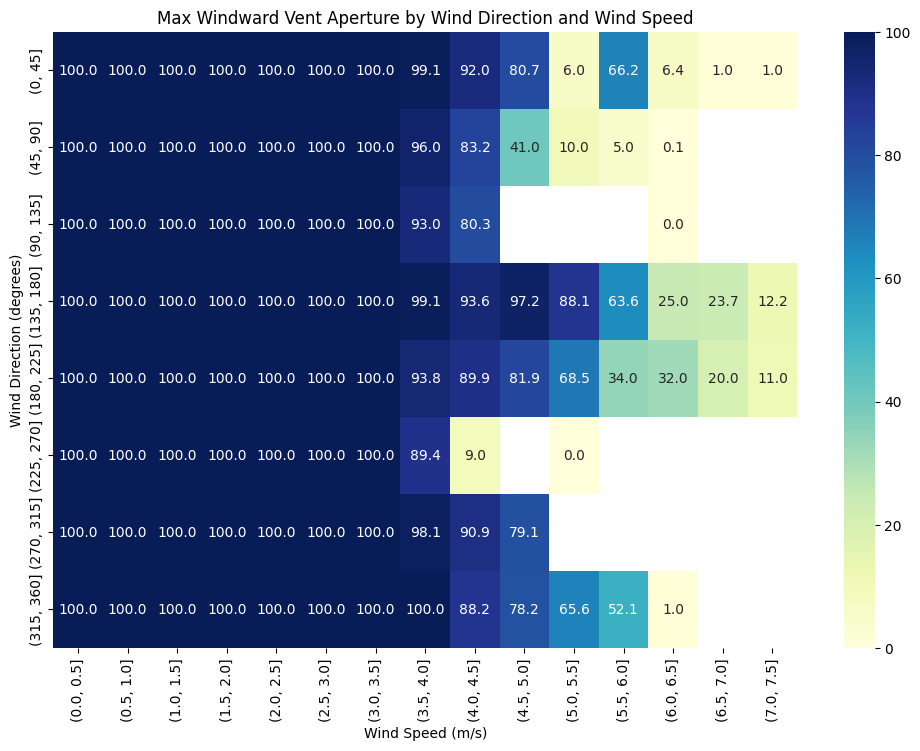 Max Windward Vent Aperture by Wind Direction and Wind Speed
Wind Direction (degrees)
(0, 45] 100.0 100.0 100.0 100.0 100.0 100.0 100.0 99.1 92.0 80.7 6.0 66.2 6.4 1.0 1.0
(45, 90] 100.0 100.0 100.0 100.0 100.0 100.0 100.0 96.0 83.2 41.0 10.0 5.0 0.1
(90, 135] 100.0 100.0 100.0 100.0 100.0 100.0 100.0 93.0 80.3 0.0
(135, 180] 100.0 100.0 100.0 100.0 100.0 100.0 100.0 99.1 93.6 97.2 88.1 63.6 25.0 23.7 12.2
(180, 225] 100.0 100.0 100.0 100.0 100.0 100.0 100.0 93.8 89.9 81.9 68.5 34.0 32.0 20.0 11.0
(225, 270] 100.0 100.0 100.0 100.0 100.0 100.0 100.0 89.4 9.0 0.0
(270, 315] 100.0 100.0 100.0 100.0 100.0 100.0 100.0 98.1 90.9 79.1
(315, 360] 100.0 100.0 100.0 100.0 100.0 100.0 100.0 100.0 88.2 78.2 65.6 52.1 1.0
(0.0, 0.5] (0.5, 1.0] (1.0, 1.5] (1.5, 2.0] (2.0, 2.5] (2.5, 3.0] (3.0, 3.5] (3.5, 4.0] (4.0, 4.5] (4.5, 5.0] (5.0, 5.5] (5.5, 6.0] (6.0, 6.5] (6.5, 7.0] (7.0, 7.5]
Wind Speed (m/s)
100
80
60
40
20
0